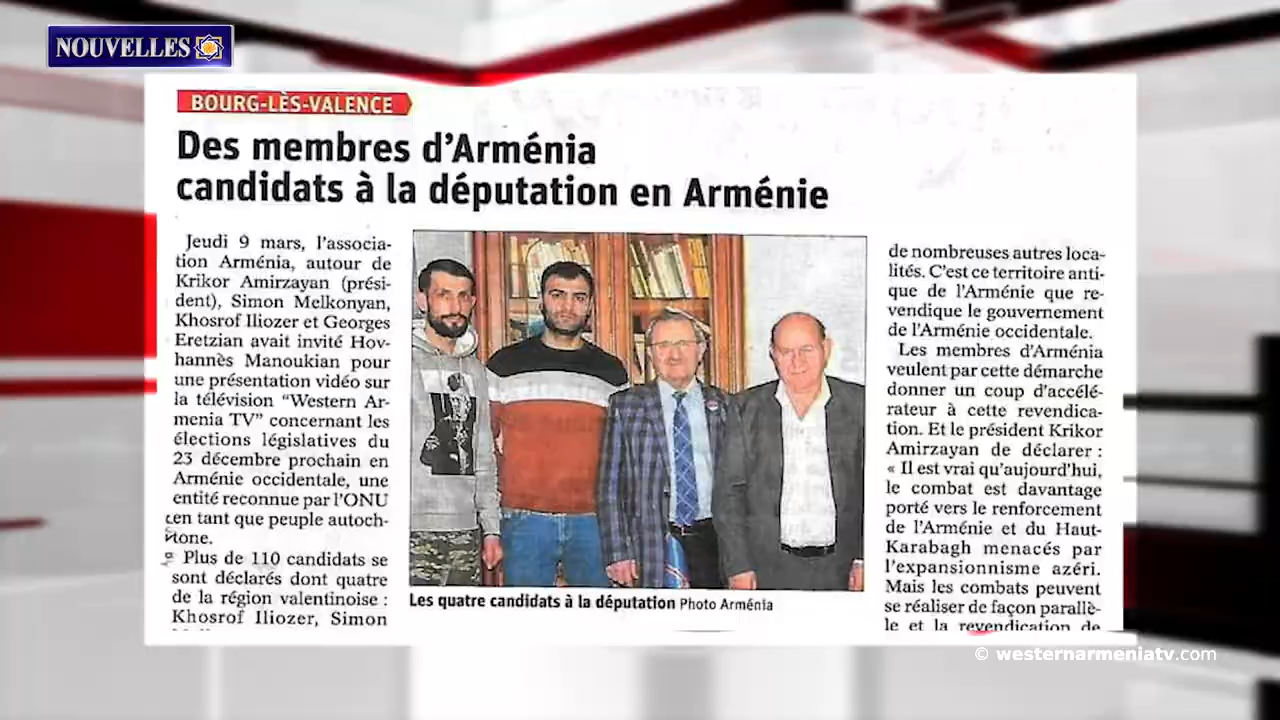 NOUVELLES
BOURG-LÈS-VALENCE
Des membres d'Arménia
candidats à la députation en Arménie
Jeudi 9 mars, l'associa-
tion Arménia, autour de
Krikor Amirzayan (prési-
dent), Simon Melkonyan,
Khosrof Iliozer et Georges
Eretzian avait invité Hov-
hannès Manoukian pour
une présentation vidéo sur
la télévision "Western Ar-
menia TV" concernant les
élections législatives du
23 décembre prochain en
Arménie occidentale, une
entité reconnue par l'ONU
en tant que peuple autoch-
tone.
Plus de 110 candidats se
sont déclarés dont quatre
de la région valentinoise :
Khosrof Iliozer, Simon
Les quatre candidats à la députation Photo Arménia
de nombreuses autres loca-
lités. C'est ce territoire anti-
que de l'Arménie que re-
vendique le gouvernement
de l'Arménie occidentale.
Les membres d'Arménia
veulent par cette démarche
donner un coup d'accélé-
rateur à cette revendica-
tion. Et le président Krikor
Amirzayan de déclarer :
« Il est vrai qu'aujourd'hui,
le combat est davantage
porté vers le renforcement
de l'Arménie et du Haut-
Karabagh menacés par
l'expansionnisme azéri.
Mais les combats peuvent
se réaliser de façon parallè-
le et la revendication de
© westernarmeniatv.com